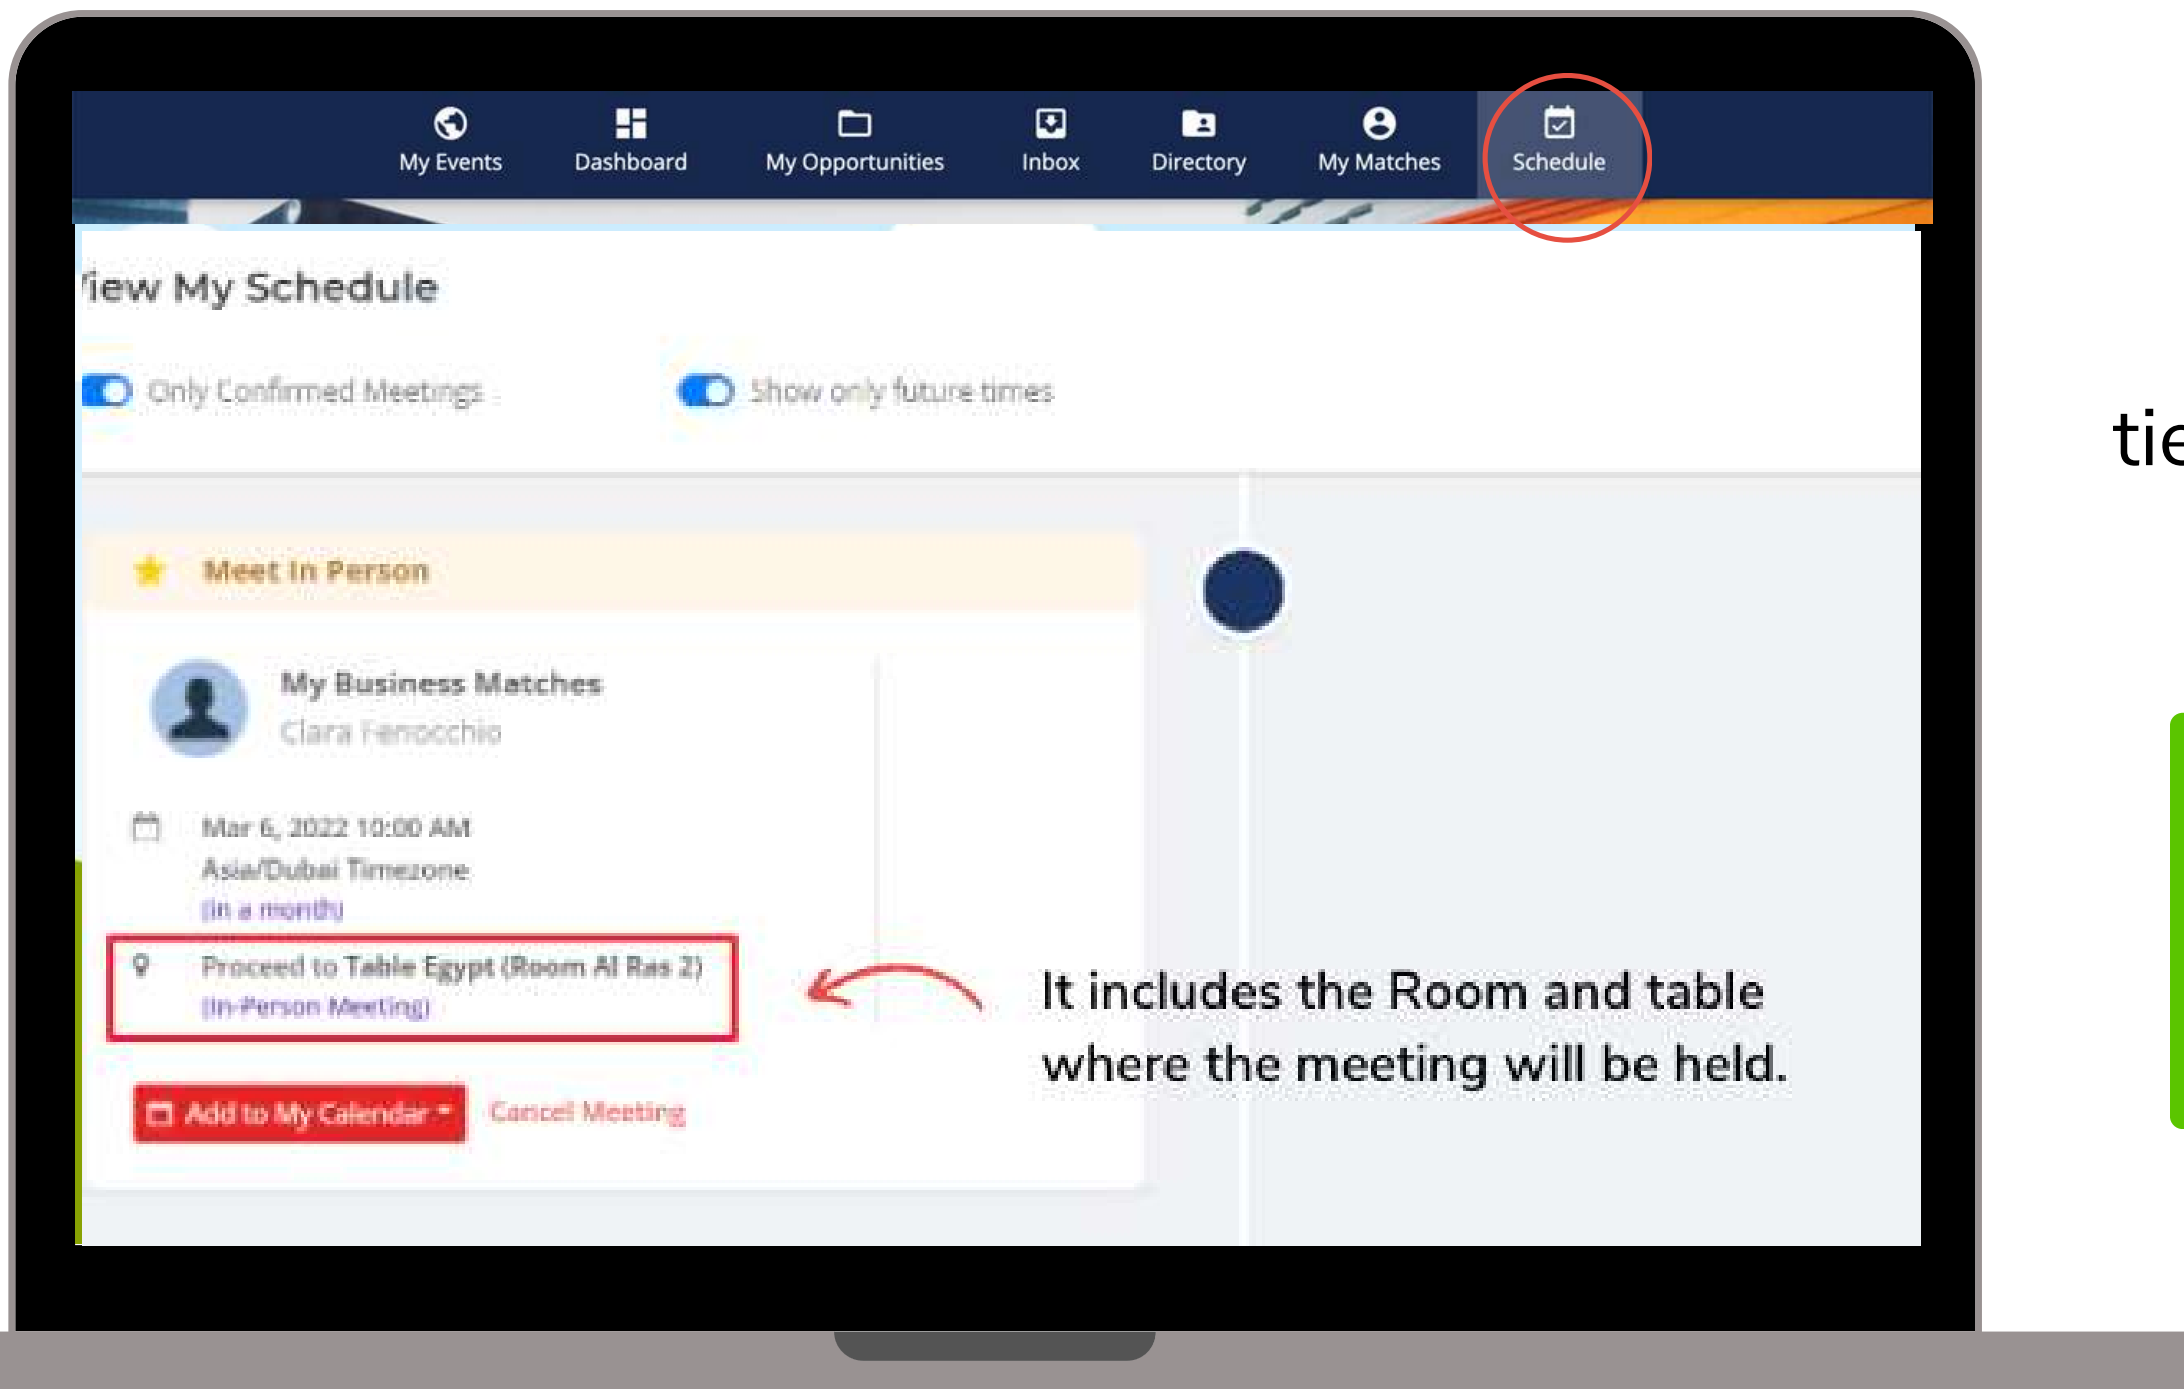 My Events
Dashboard
My Opportunities
Inbox
Directory
My Matches
Schedule
iew My Schedule
Only Confirmed Meetings
Show only future times
Meet In Person
My Business Matches
Clara Fenocchio
Mar 6, 2022 10:00 AM
Asia/Dubai Timezone
(in a month)
Proceed to Table Egypt (Room Al Ras 2)
(In-Person Meeting)
Add to My Calendar
Cancel Meeting
It includes the Room and table
where the meeting will be held.